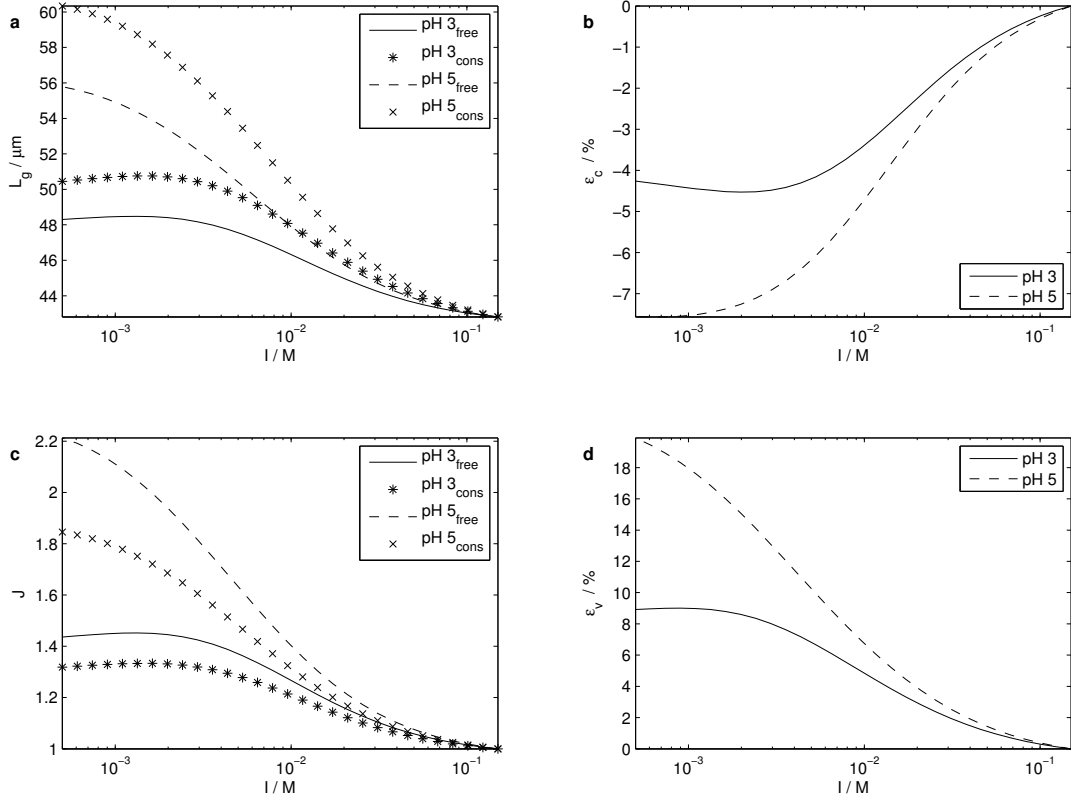 a
60
58
56
54
52
50
48
46
44
L_g / μm
10^−3
10^−2
10^−1
I / M
pH 3_free
pH 3_cons
pH 5_free
pH 5_cons
b
0
−1
−2
−3
−4
−5
−6
−7
ε_c / %
10^−3
10^−2
10^−1
I / M
pH 3
pH 5
c
2.2
2
1.8
1.6
1.4
1.2
1
J
10^−3
10^−2
10^−1
I / M
pH 3_free
pH 3_cons
pH 5_free
pH 5_cons
d
18
16
14
12
10
8
6
4
2
0
ε_v / %
10^−3
10^−2
10^−1
I / M
pH 3
pH 5